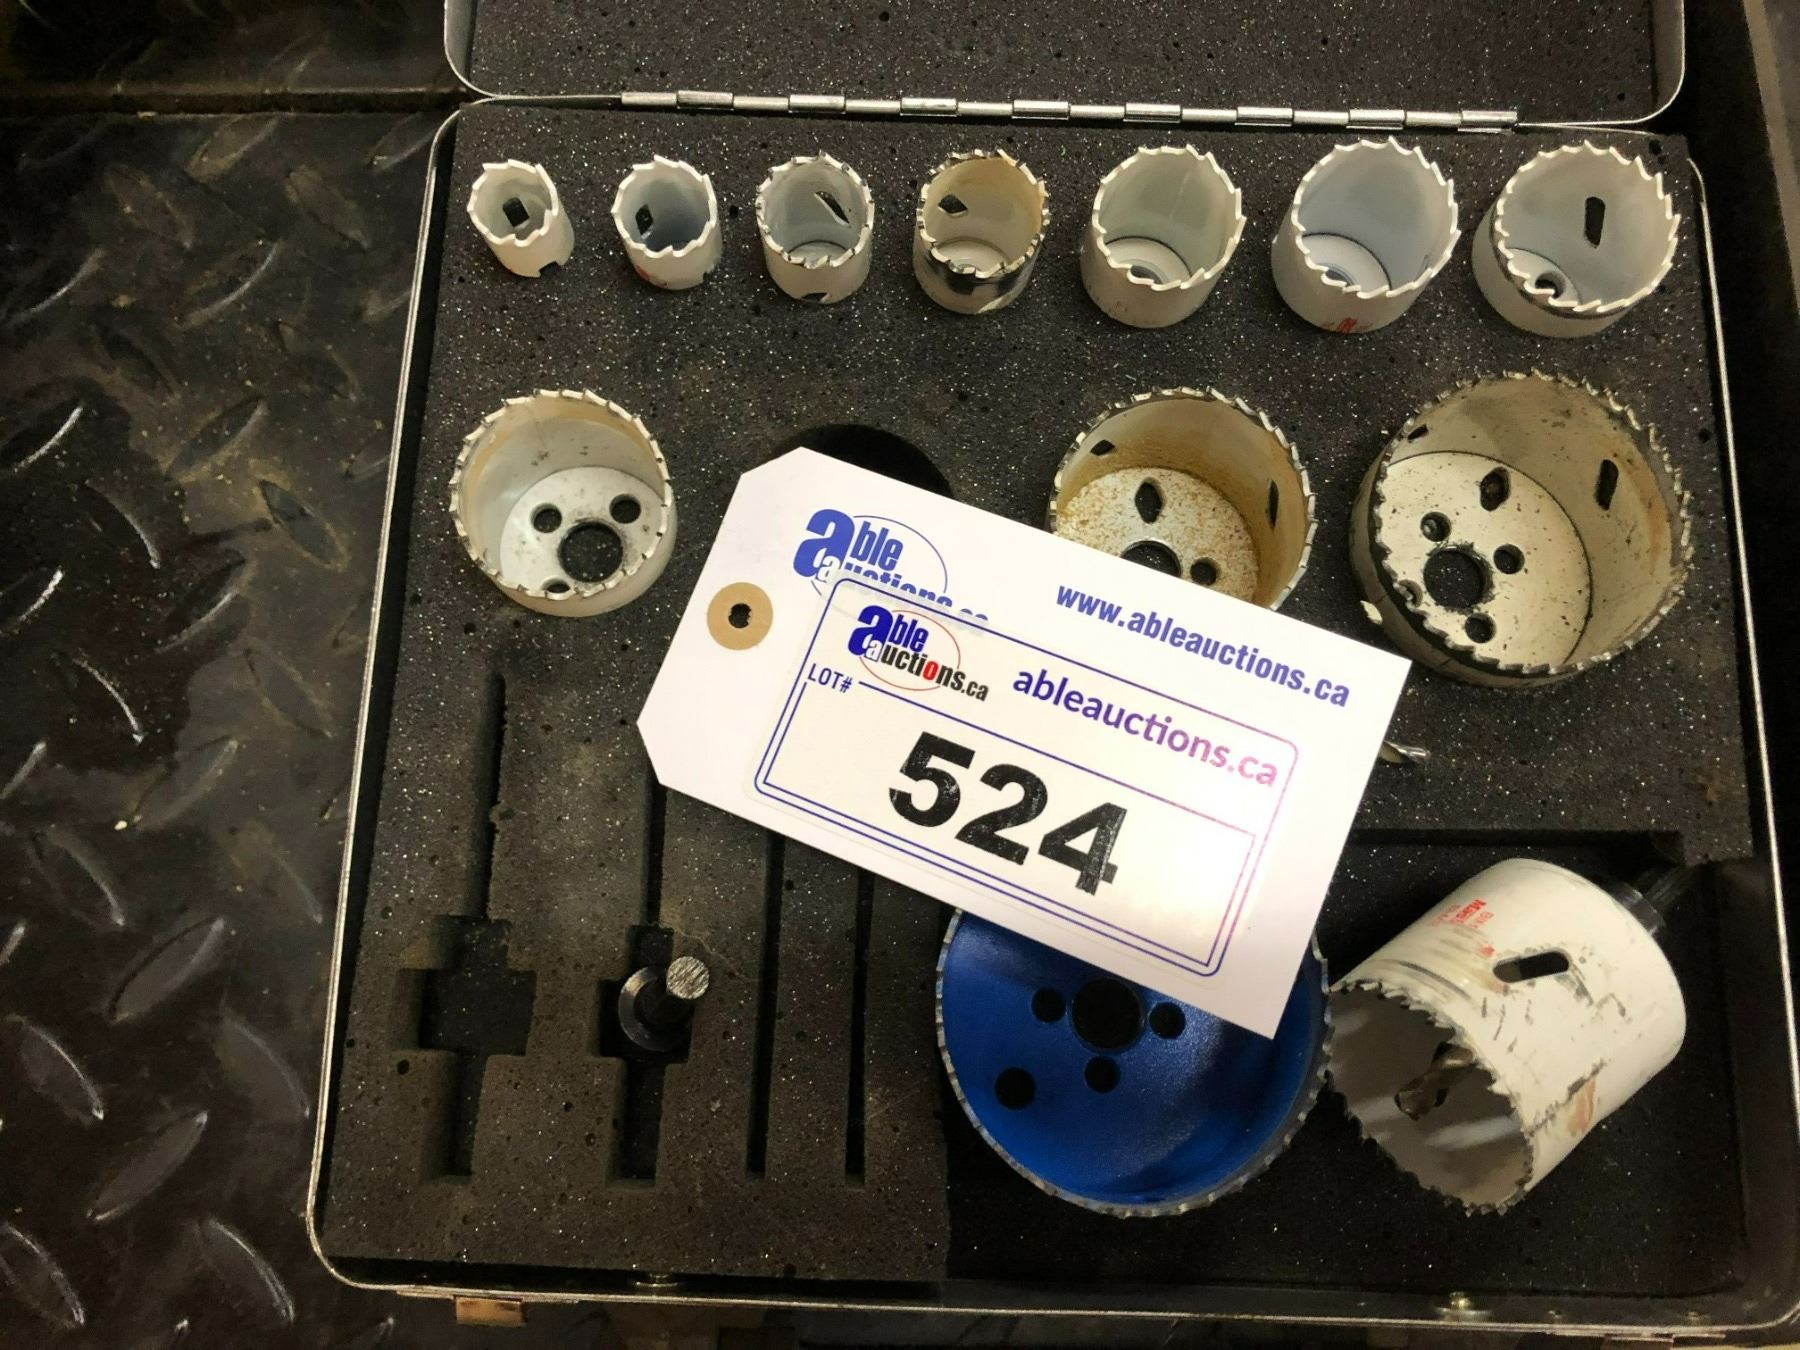 able
auctions.ca
www.ableauctions.ca
able
auctions.ca
ableauctions.ca
LOT#
524